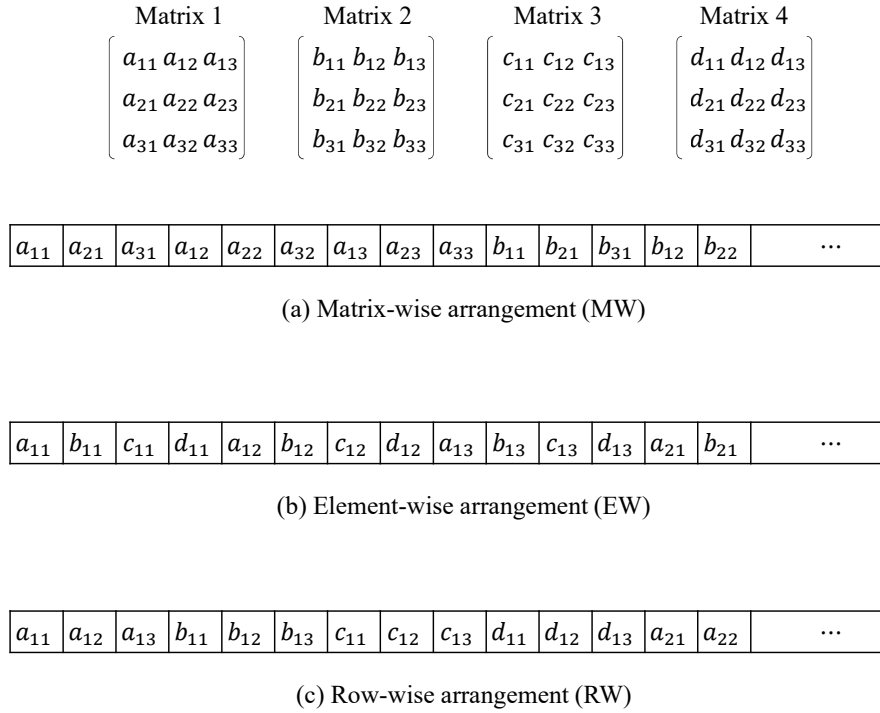 Matrix 1 Matrix 2 Matrix 3 Matrix 4
a₁₁ a₁₂ a₁₃ b₁₁ b₁₂ b₁₃ c₁₁ c₁₂ c₁₃ d₁₁ d₁₂ d₁₃
a₂₁ a₂₂ a₂₃ b₂₁ b₂₂ b₂₃ c₂₁ c₂₂ c₂₃ d₂₁ d₂₂ d₂₃
a₃₁ a₃₂ a₃₃ b₃₁ b₃₂ b₃₃ c₃₁ c₃₂ c₃₃ d₃₁ d₃₂ d₃₃
a₁₁ a₂₁ a₃₁ a₁₂ a₂₂ a₃₂ a₁₃ a₂₃ a₃₃ b₁₁ b₂₁ b₃₁ b₁₂ b₂₂ ···
(a) Matrix-wise arrangement (MW)
a₁₁ b₁₁ c₁₁ d₁₁ a₁₂ b₁₂ c₁₂ d₁₂ a₁₃ b₁₃ c₁₃ d₁₃ a₂₁ b₂₁ ···
(b) Element-wise arrangement (EW)
a₁₁ a₁₂ a₁₃ b₁₁ b₁₂ b₁₃ c₁₁ c₁₂ c₁₃ d₁₁ d₁₂ d₁₃ a₂₁ a₂₂ ···
(c) Row-wise arrangement (RW)